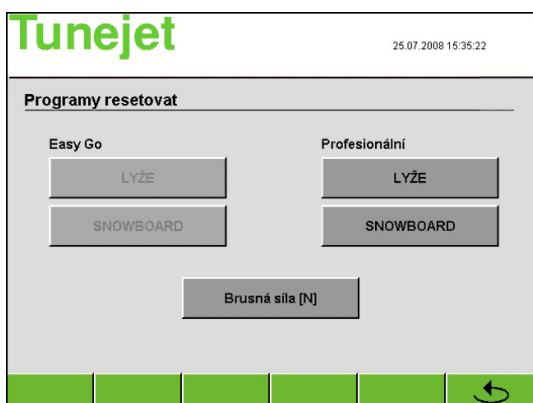 Tunejet
25.07.2008 15:35:22
Programy resetovat
Easy Go
LYŽE
SNOWBOARD
Profesionální
LYŽE
SNOWBOARD
Brusná síla [N]